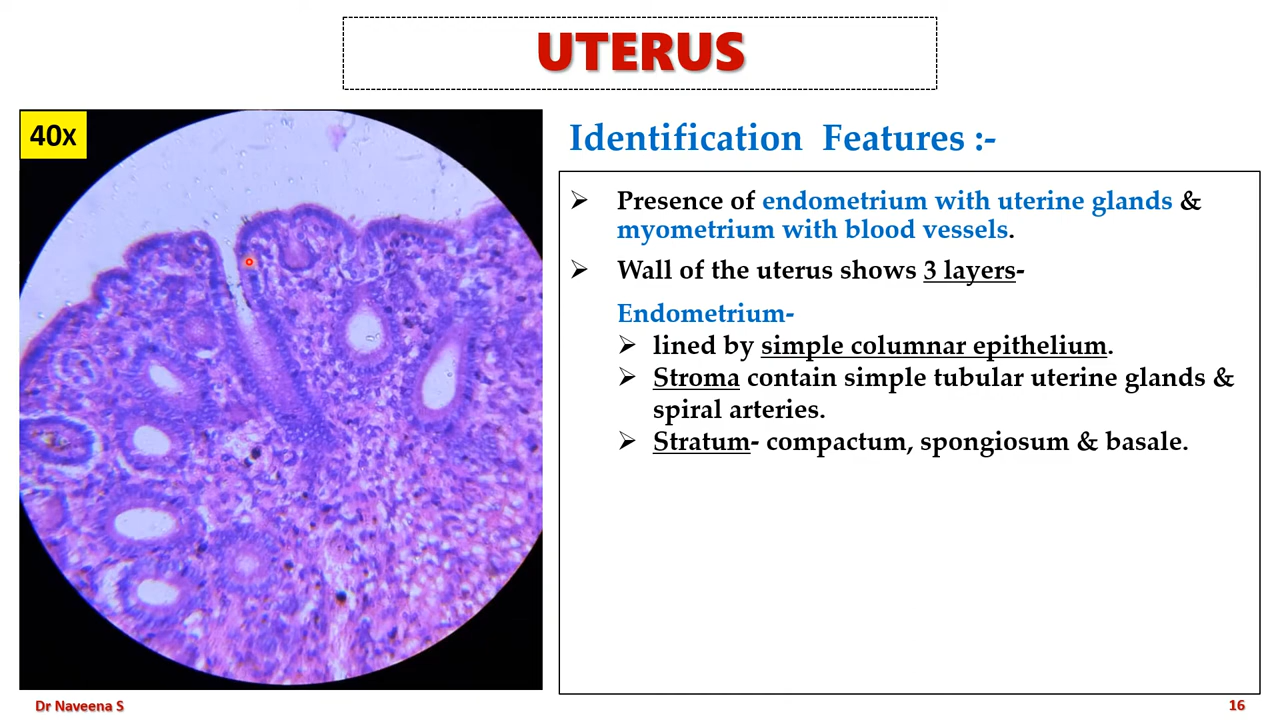 UTERUS
40x
Identification Features :-
➢ Presence of endometrium with uterine glands &
myometrium with blood vessels.
➢ Wall of the uterus shows 3 layers-
Endometrium-
➢ lined by simple columnar epithelium.
➢ Stroma contain simple tubular uterine glands &
spiral arteries.
➢ Stratum- compactum, spongiosum & basale.
Dr Naveena S
16